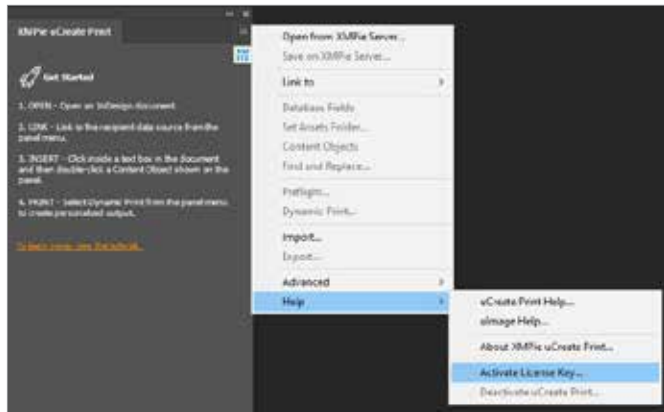 XMPie uCreate Print
Get Started
1. OPEN - Open an InDesign document.
2. LINK - Link to the recipient data source from the
panel menu.
3. INSERT - Click inside a text box in the document
and then double-click a Content Object shown on the
panel.
4. PRINT - Select Dynamic Print from the panel menu
to create personalized output.
To learn more, see the tutorials.
Open from XMPie Server...
Save on XMPie Server...
Link to
Database Fields
Set Assets Folder...
Content Objects
Find and Replace...
Preflight...
Dynamic Print...
Import...
Export...
Advanced
Help
uCreate Print Help...
uImage Help...
About XMPie uCreate Print...
Activate License Key...
Deactivate uCreate Print...